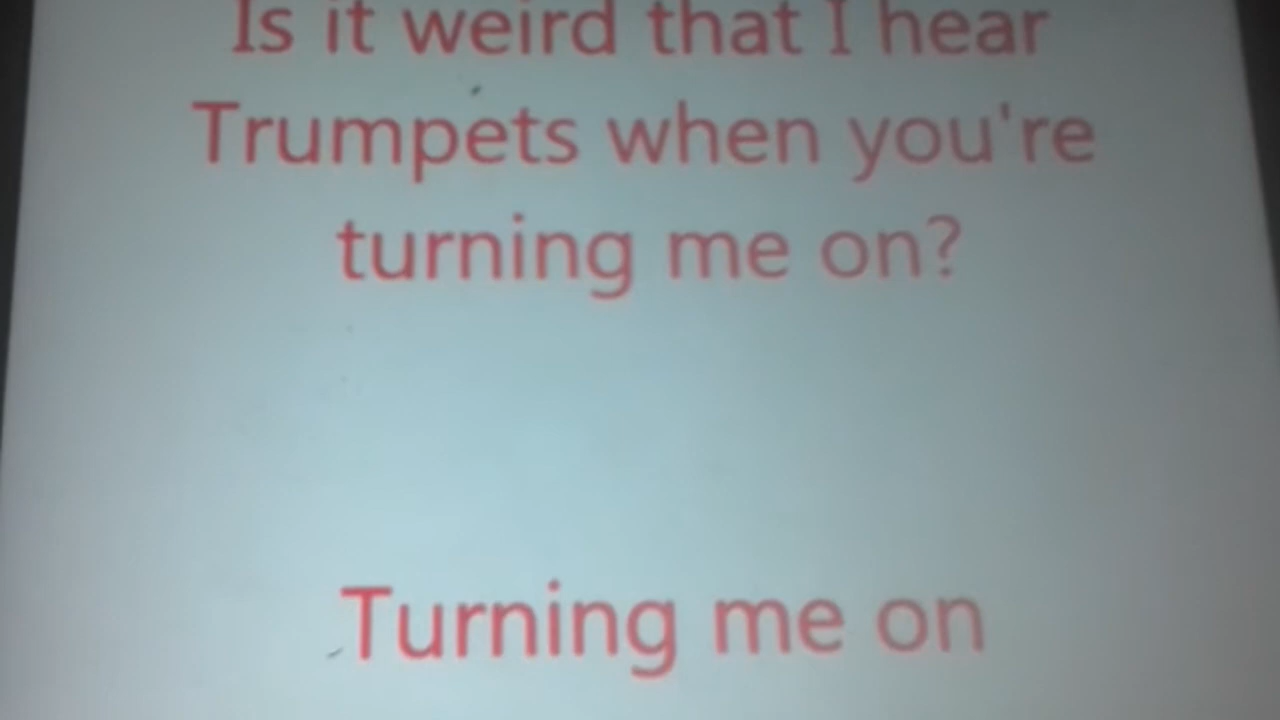 Is it weird that I hear
Trumpets when you're
turning me on?
Turning me on